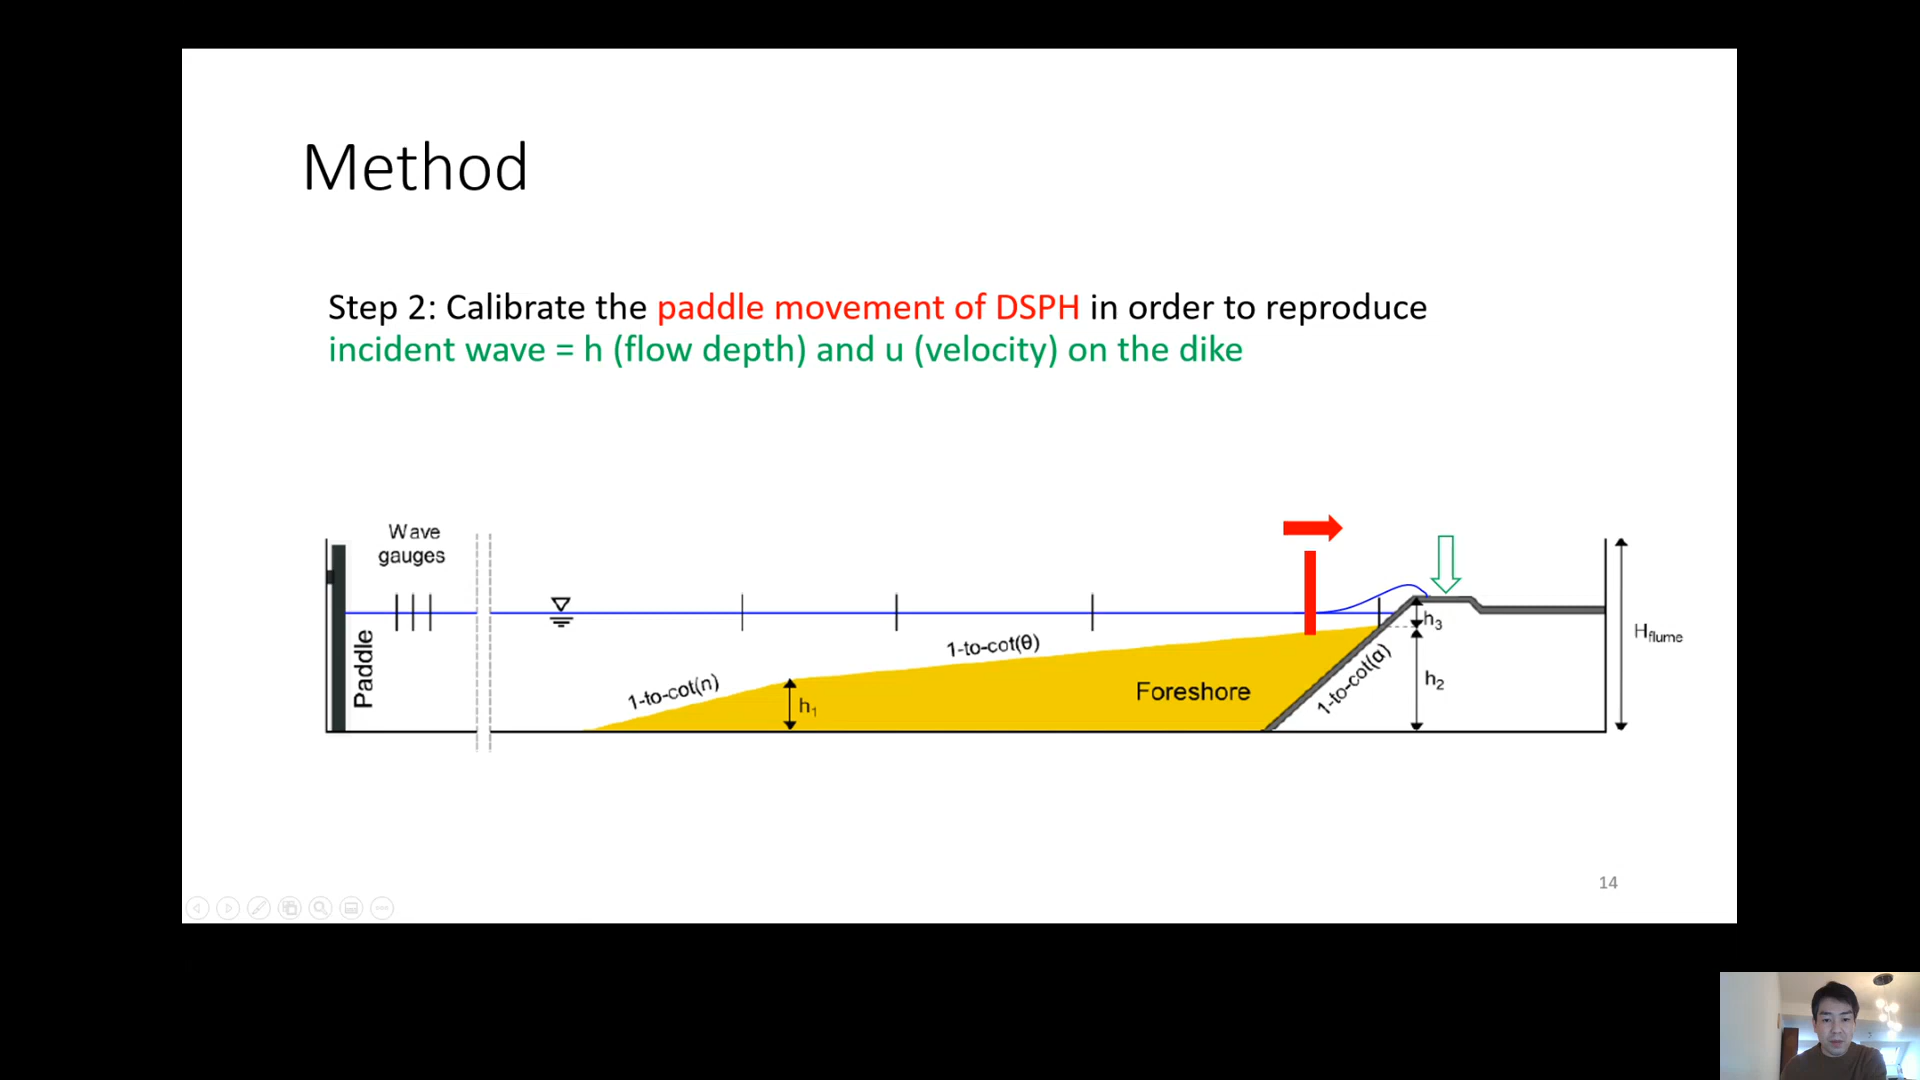 Method
Step 2: Calibrate the paddle movement of DSPH in order to reproduce
incident wave = h (flow depth) and u (velocity) on the dike
Wave
gauges
Paddle
1-to-cot(n)
h1
1-to-cot(θ)
Foreshore
1-to-cot(α)
h3
h2
Hflume
14